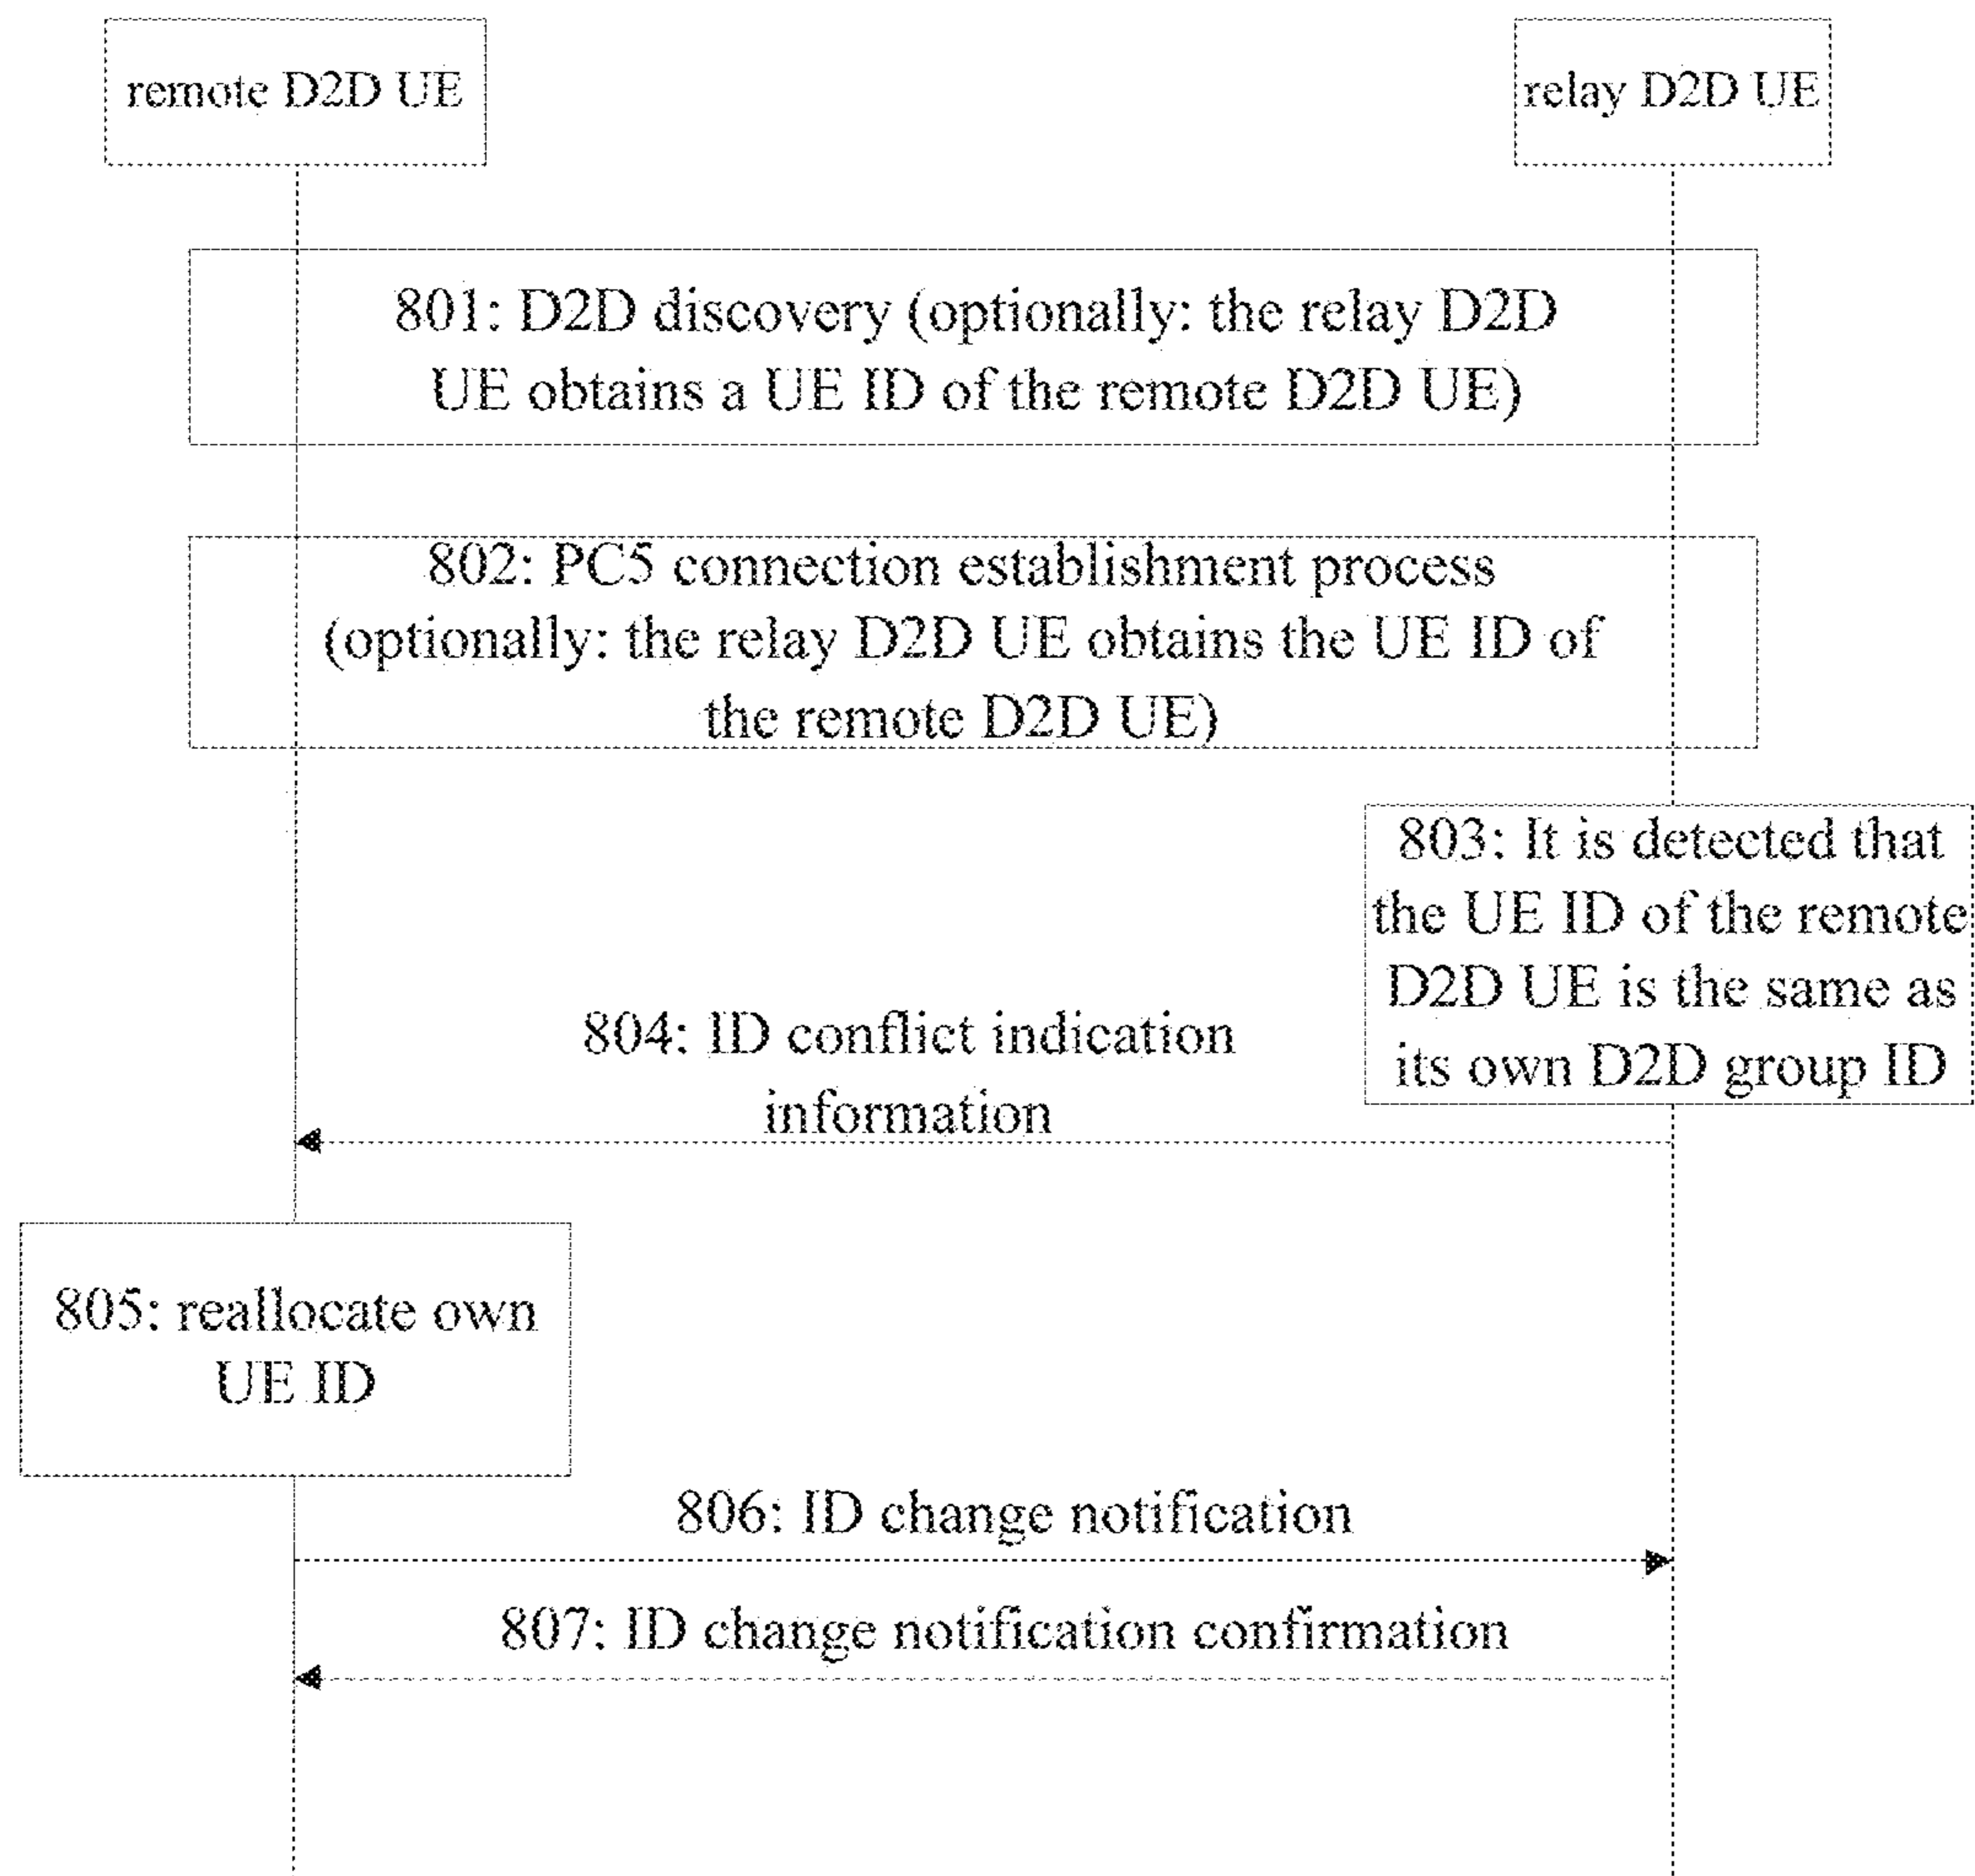 remote D2D UE
relay D2D UE
801: D2D discovery (optionally: the relay D2D
UE obtains a UE ID of the remote D2D UE)
802: PC5 connection establishment process
(optionally: the relay D2D UE obtains the UE ID of
the remote D2D UE)
803: It is detected that
the UE ID of the remote
D2D UE is the same as
its own D2D group ID
804: ID conflict indication
information
805: reallocate own
UE ID
806: ID change notification
807: ID change notification confirmation